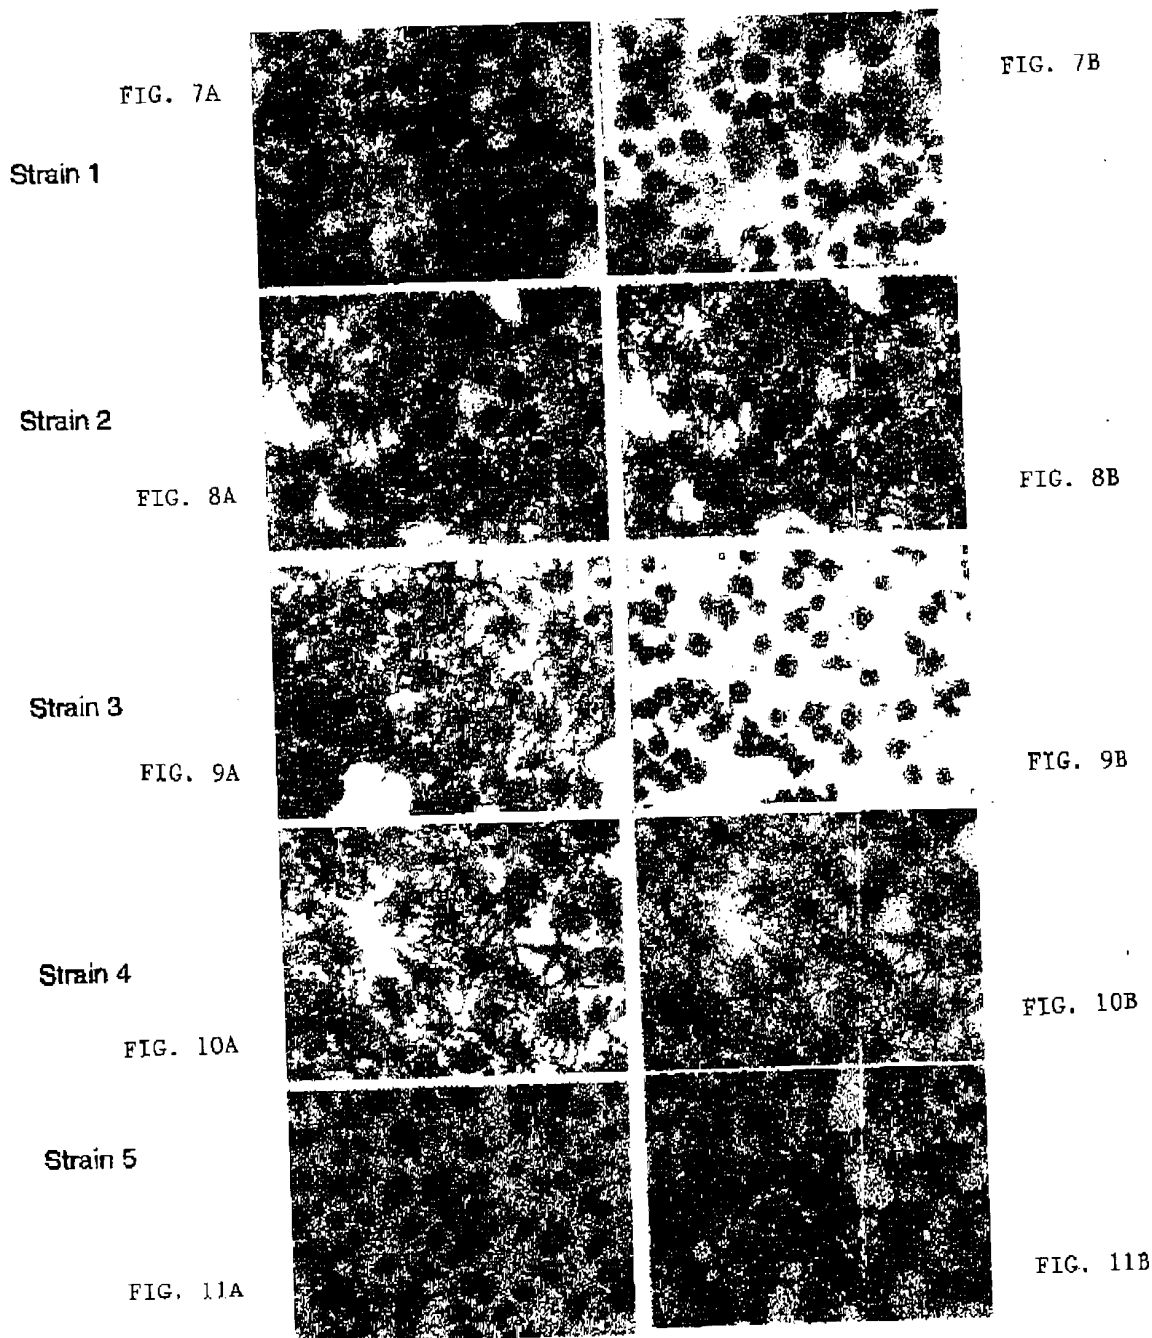 FIG. 7A
FIG. 7B
Strain 1
Strain 2
FIG. 8A
FIG. 8B
Strain 3
FIG. 9A
FIG. 9B
Strain 4
FIG. 10A
FIG. 10B
Strain 5
FIG. 11A
FIG. 11B